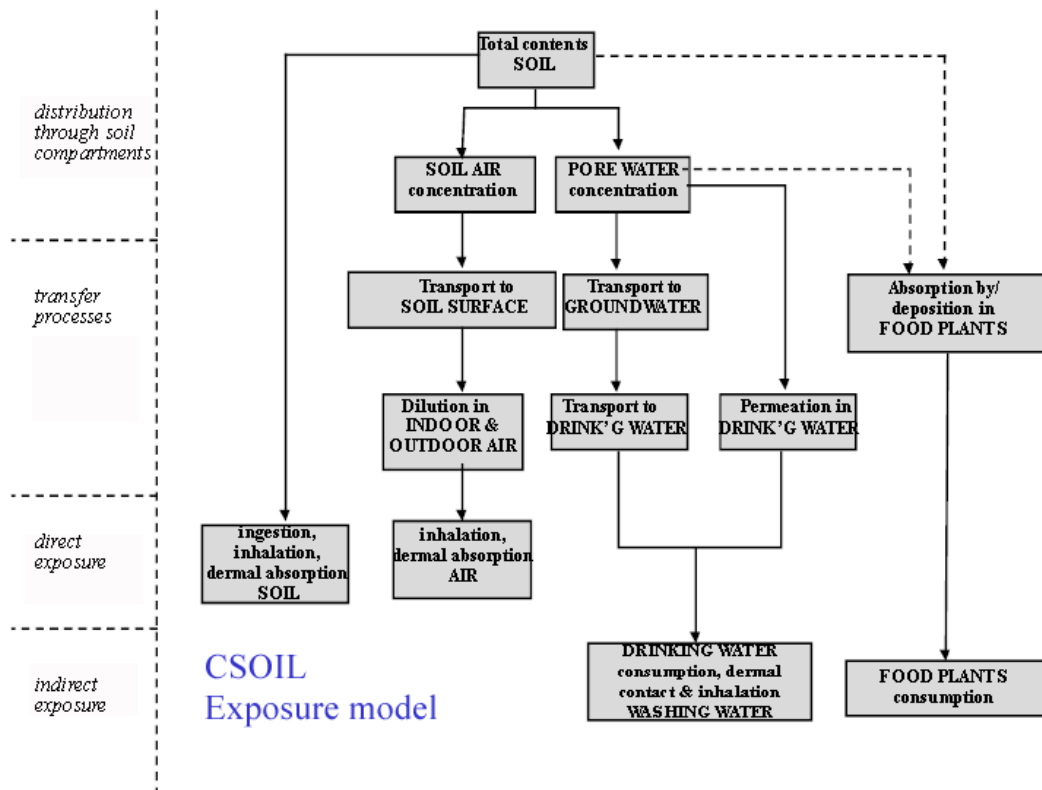 Total contents
SOIL
distribution
through soil
compartments
SOIL AIR
concentration
PORE WATER
concentration
transfer
processes
Transport to
SOIL SURFACE
Transport to
GROUNDWATER
Absorption by/
deposition in
FOOD PLANTS
Dilution in
INDOOR &
OUTDOOR AIR
Transport to
DRINK'G WATER
Permeation in
DRINK'G WATER
direct
exposure
ingestion,
inhalation,
dermal absorption
SOIL
inhalation,
dermal absorption
AIR
indirect
exposure
CSOIL
Exposure model
DRINKING WATER
consumption, dermal
contact & inhalation
WASHING WATER
FOOD PLANTS
consumption